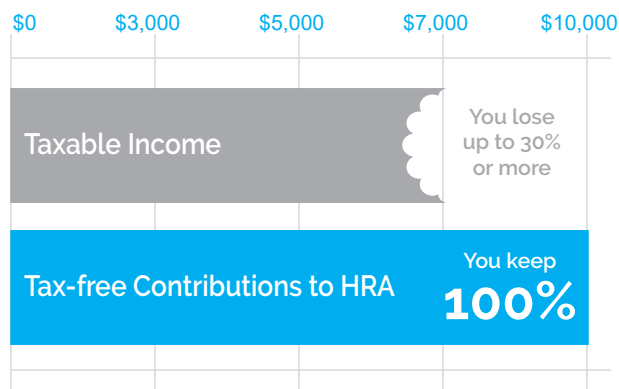 $0 $3,000 $5,000 $7,000 $10,000
Taxable Income
You lose
up to 30%
or more
Tax-free Contributions to HRA
You keep
100%